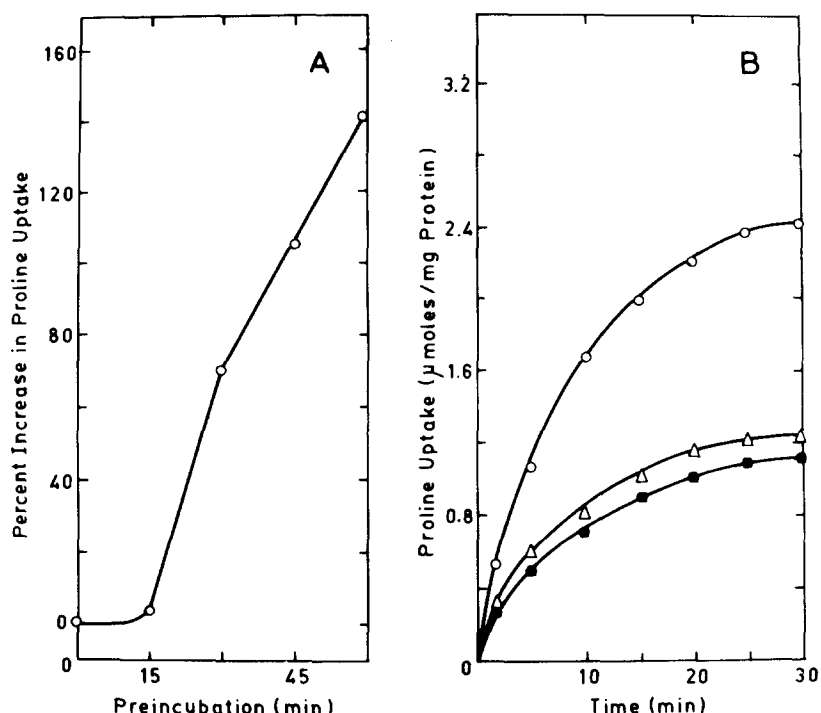 A
Percent Increase in Proline Uptake
160
120
80
40
0
0
15
45
Preincubation (min)
B
Proline Uptake (μmoles/mg Protein)
3.2
2.4
1.6
0.8
0
10
20
30
Time (min)